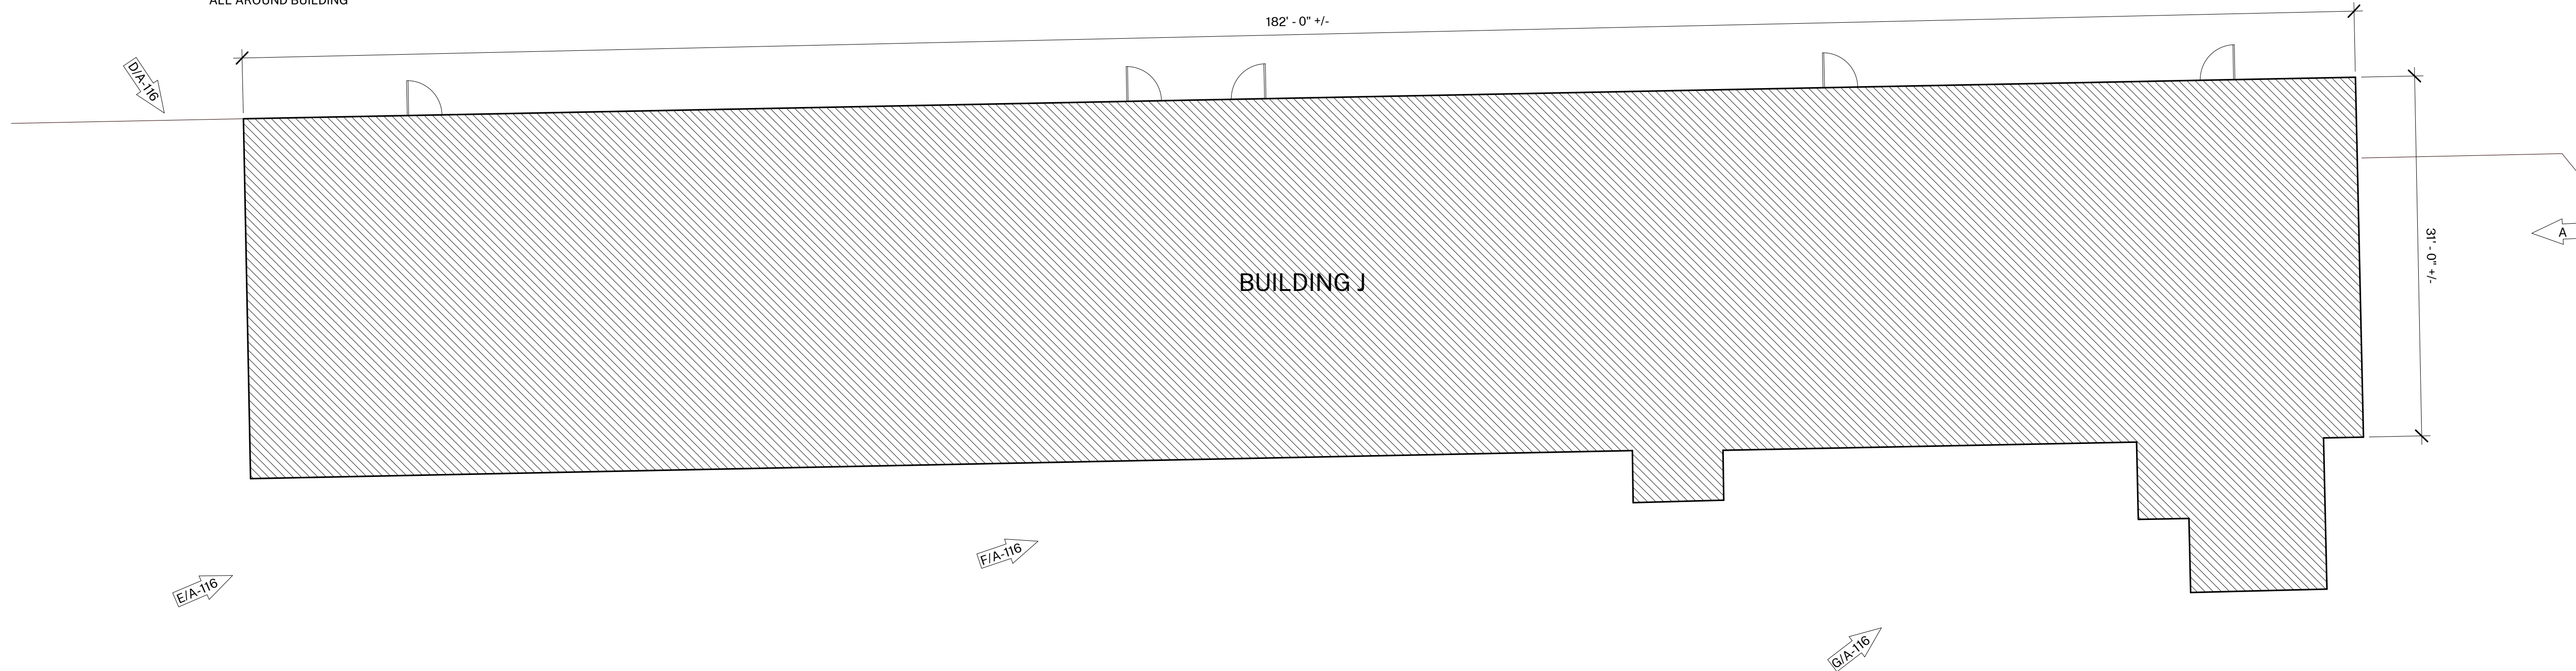 ALL AROUND BUILDING
182' - 0" +/-
D/A-116
31' - 0" +/-
A
BUILDING J
F/A-116
E/A-116
G/A-116